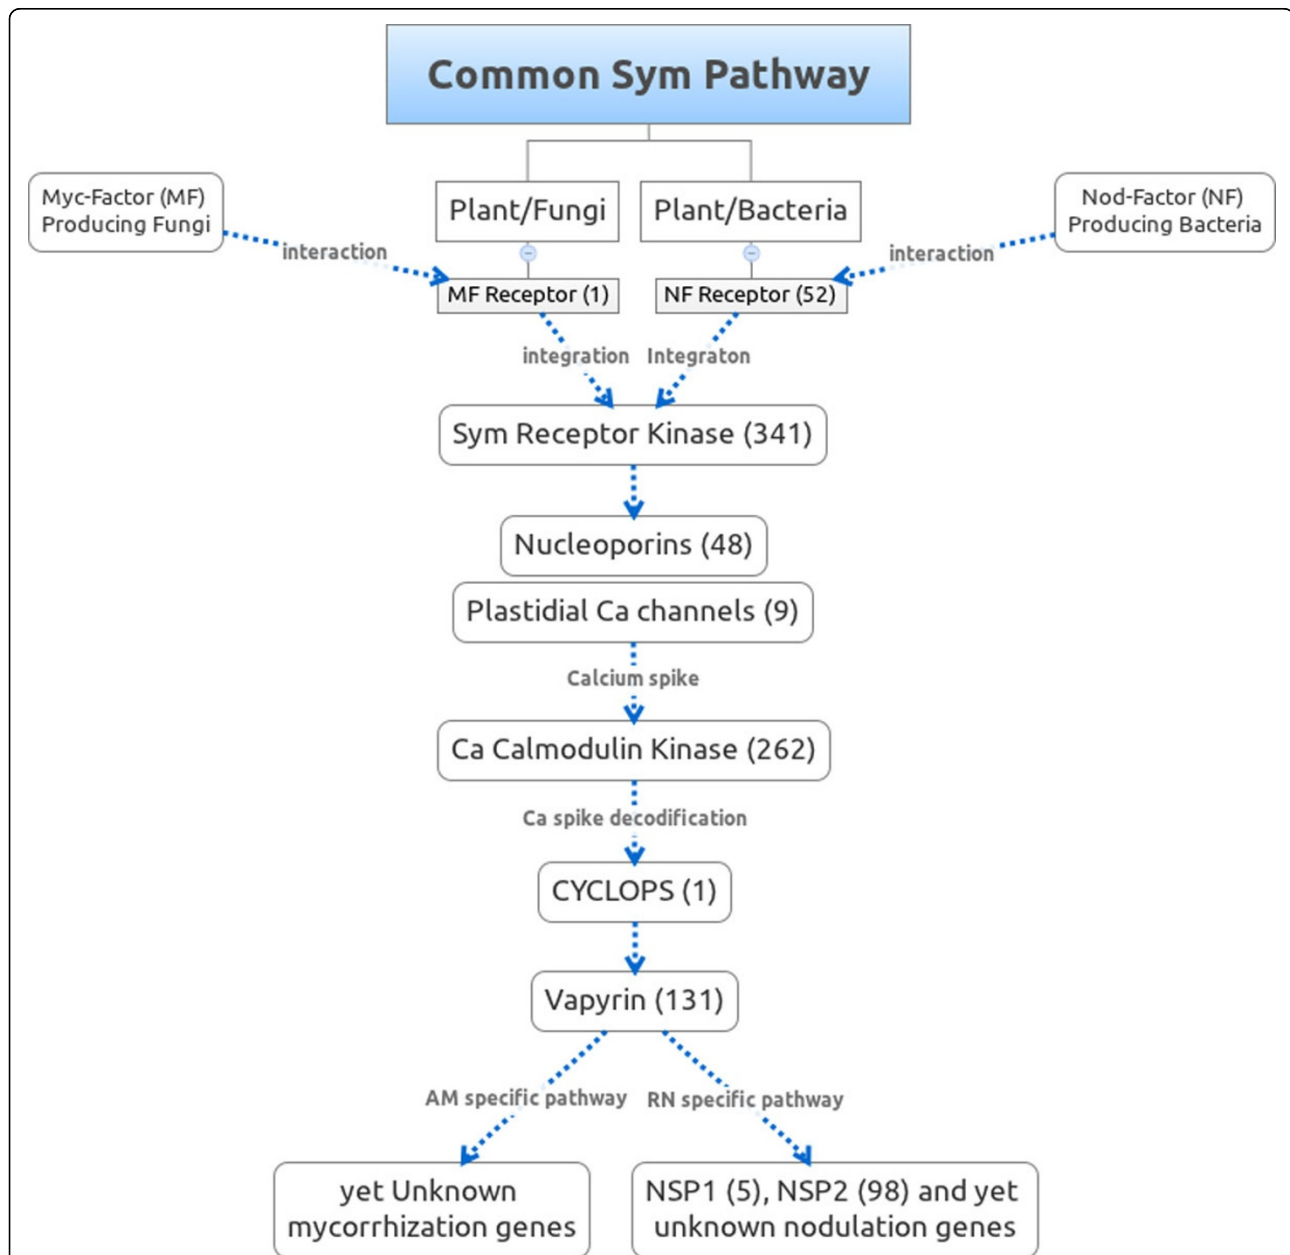 Common Sym Pathway
Myc-Factor (MF)
Producing Fungi
Plant/Fungi
Plant/Bacteria
Nod-Factor (NF)
Producing Bacteria
interaction
interaction
MF Receptor (1)
NF Receptor (52)
integration
Integraton
Sym Receptor Kinase (341)
Nucleoporins (48)
Plastidial Ca channels (9)
Calcium spike
Ca Calmodulin Kinase (262)
Ca spike decodification
CYCLOPS (1)
Vapyrin (131)
AM specific pathway
RN specific pathway
yet Unknown
mycorrhization genes
NSP1 (5), NSP2 (98) and yet
unknown nodulation genes